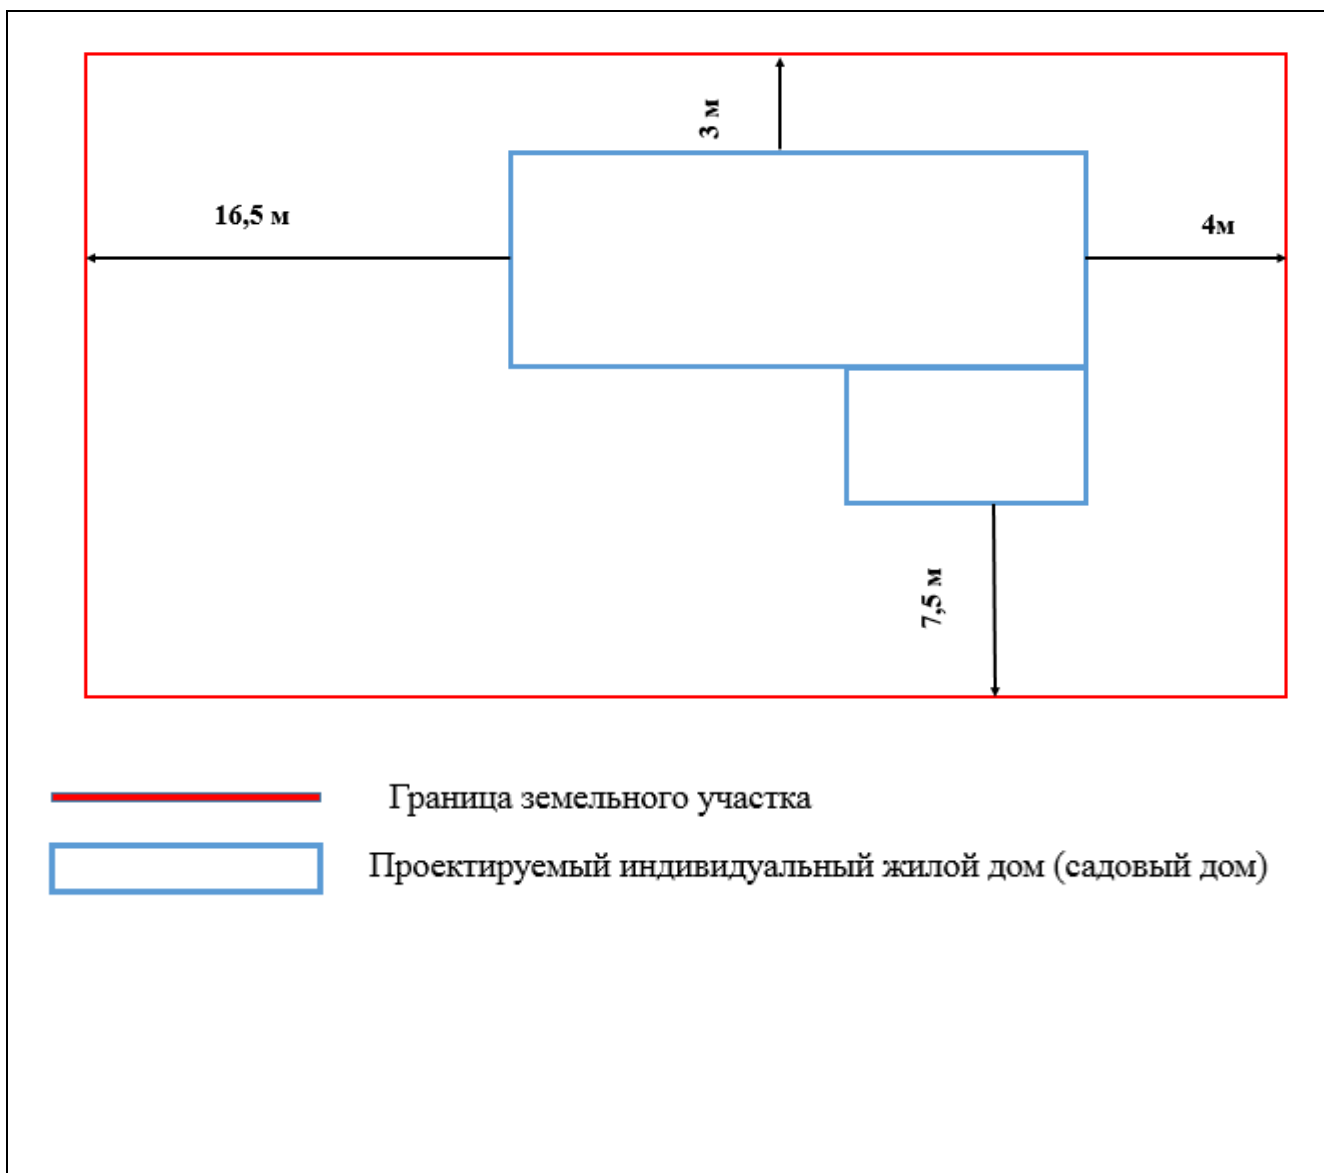 3 м
16,5 м
4м
7,5 м
Граница земельного участка
Проектируемый индивидуальный жилой дом (садовый дом)